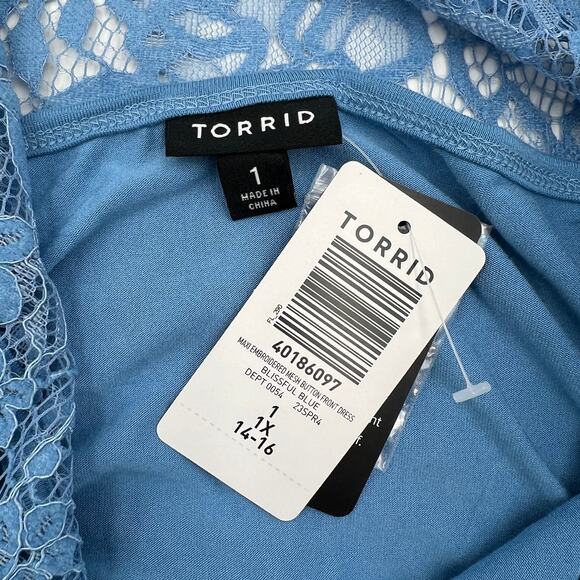 TORRID
1
MADE IN
CHINA
TORRID
40186097
MAXI EMBROIDERED MESH BUTTON FRONT DRESS
BLISSFUL BLUE
DEPT 0054 23SPR4
1
1X
14-16